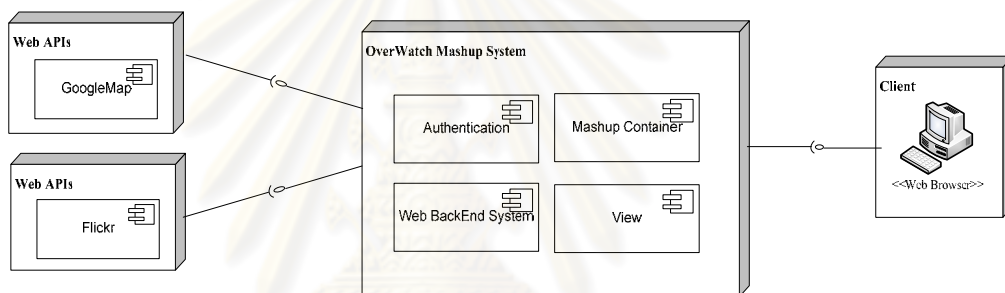 Web APIs
GoogleMap
Web APIs
Flickr
OverWatch Mashup System
Authentication
Mashup Container
Web BackEnd System
View
Client
<<Web Browser>>